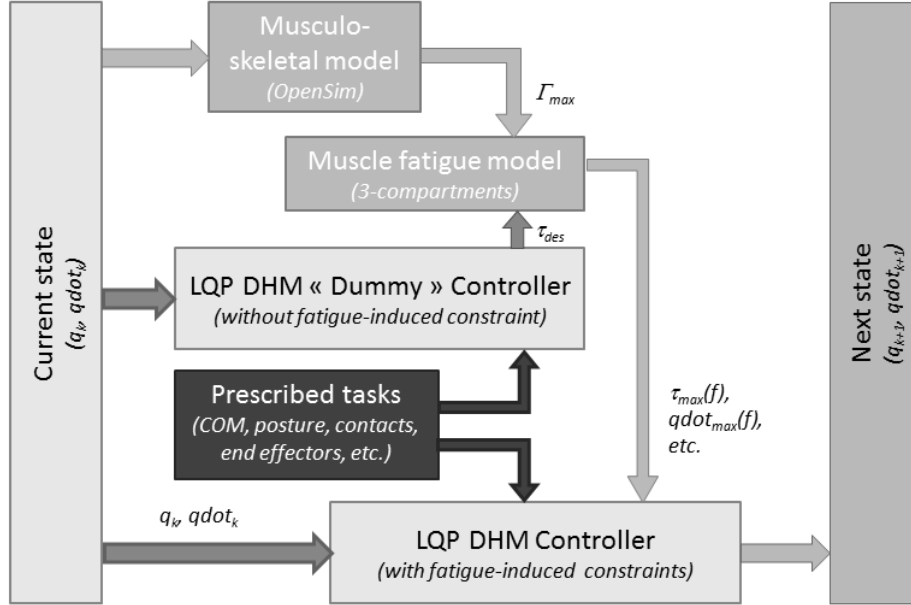 Current state
(qₖ, qdotₖ)
Musculo-
skeletal model
(OpenSim)
Γmax
Muscle fatigue model
(3-compartments)
τdes
LQP DHM « Dummy » Controller
(without fatigue-induced constraint)
Prescribed tasks
(COM, posture, contacts,
end effectors, etc.)
τmax(f),
qdotmax(f),
etc.
qₖ, qdotₖ
LQP DHM Controller
(with fatigue-induced constraints)
Next state
(qₖ₊₁, qdotₖ₊₁)